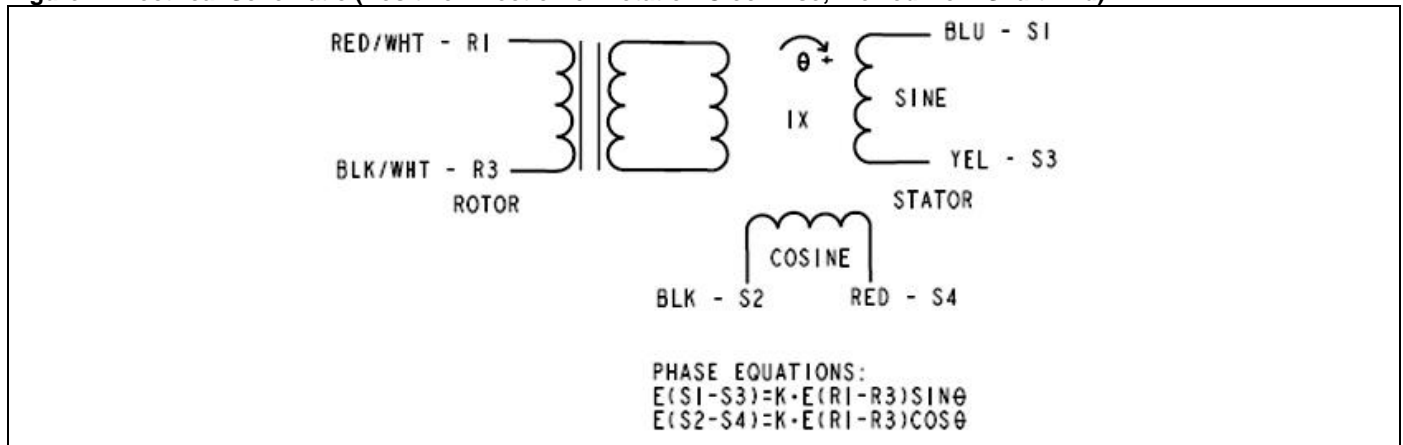 RED/WHT - R1
BLU - S1
θ +
SINE
1X
BLK/WHT - R3
YEL - S3
ROTOR
STATOR
COSINE
BLK - S2
RED - S4
PHASE EQUATIONS:
E(S1-S3)=K·E(R1-R3)SINθ
E(S2-S4)=K·E(R1-R3)COSθ